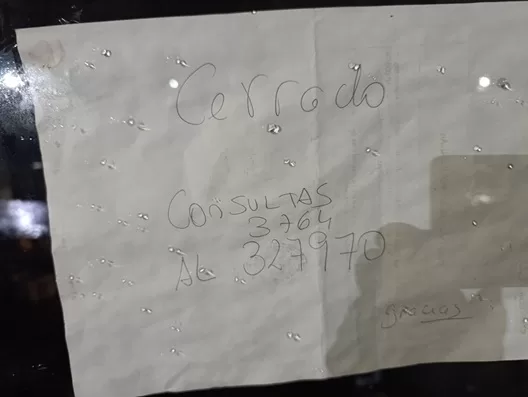 Cerrado
CONSULTAS
3764
AL 327970
gracias